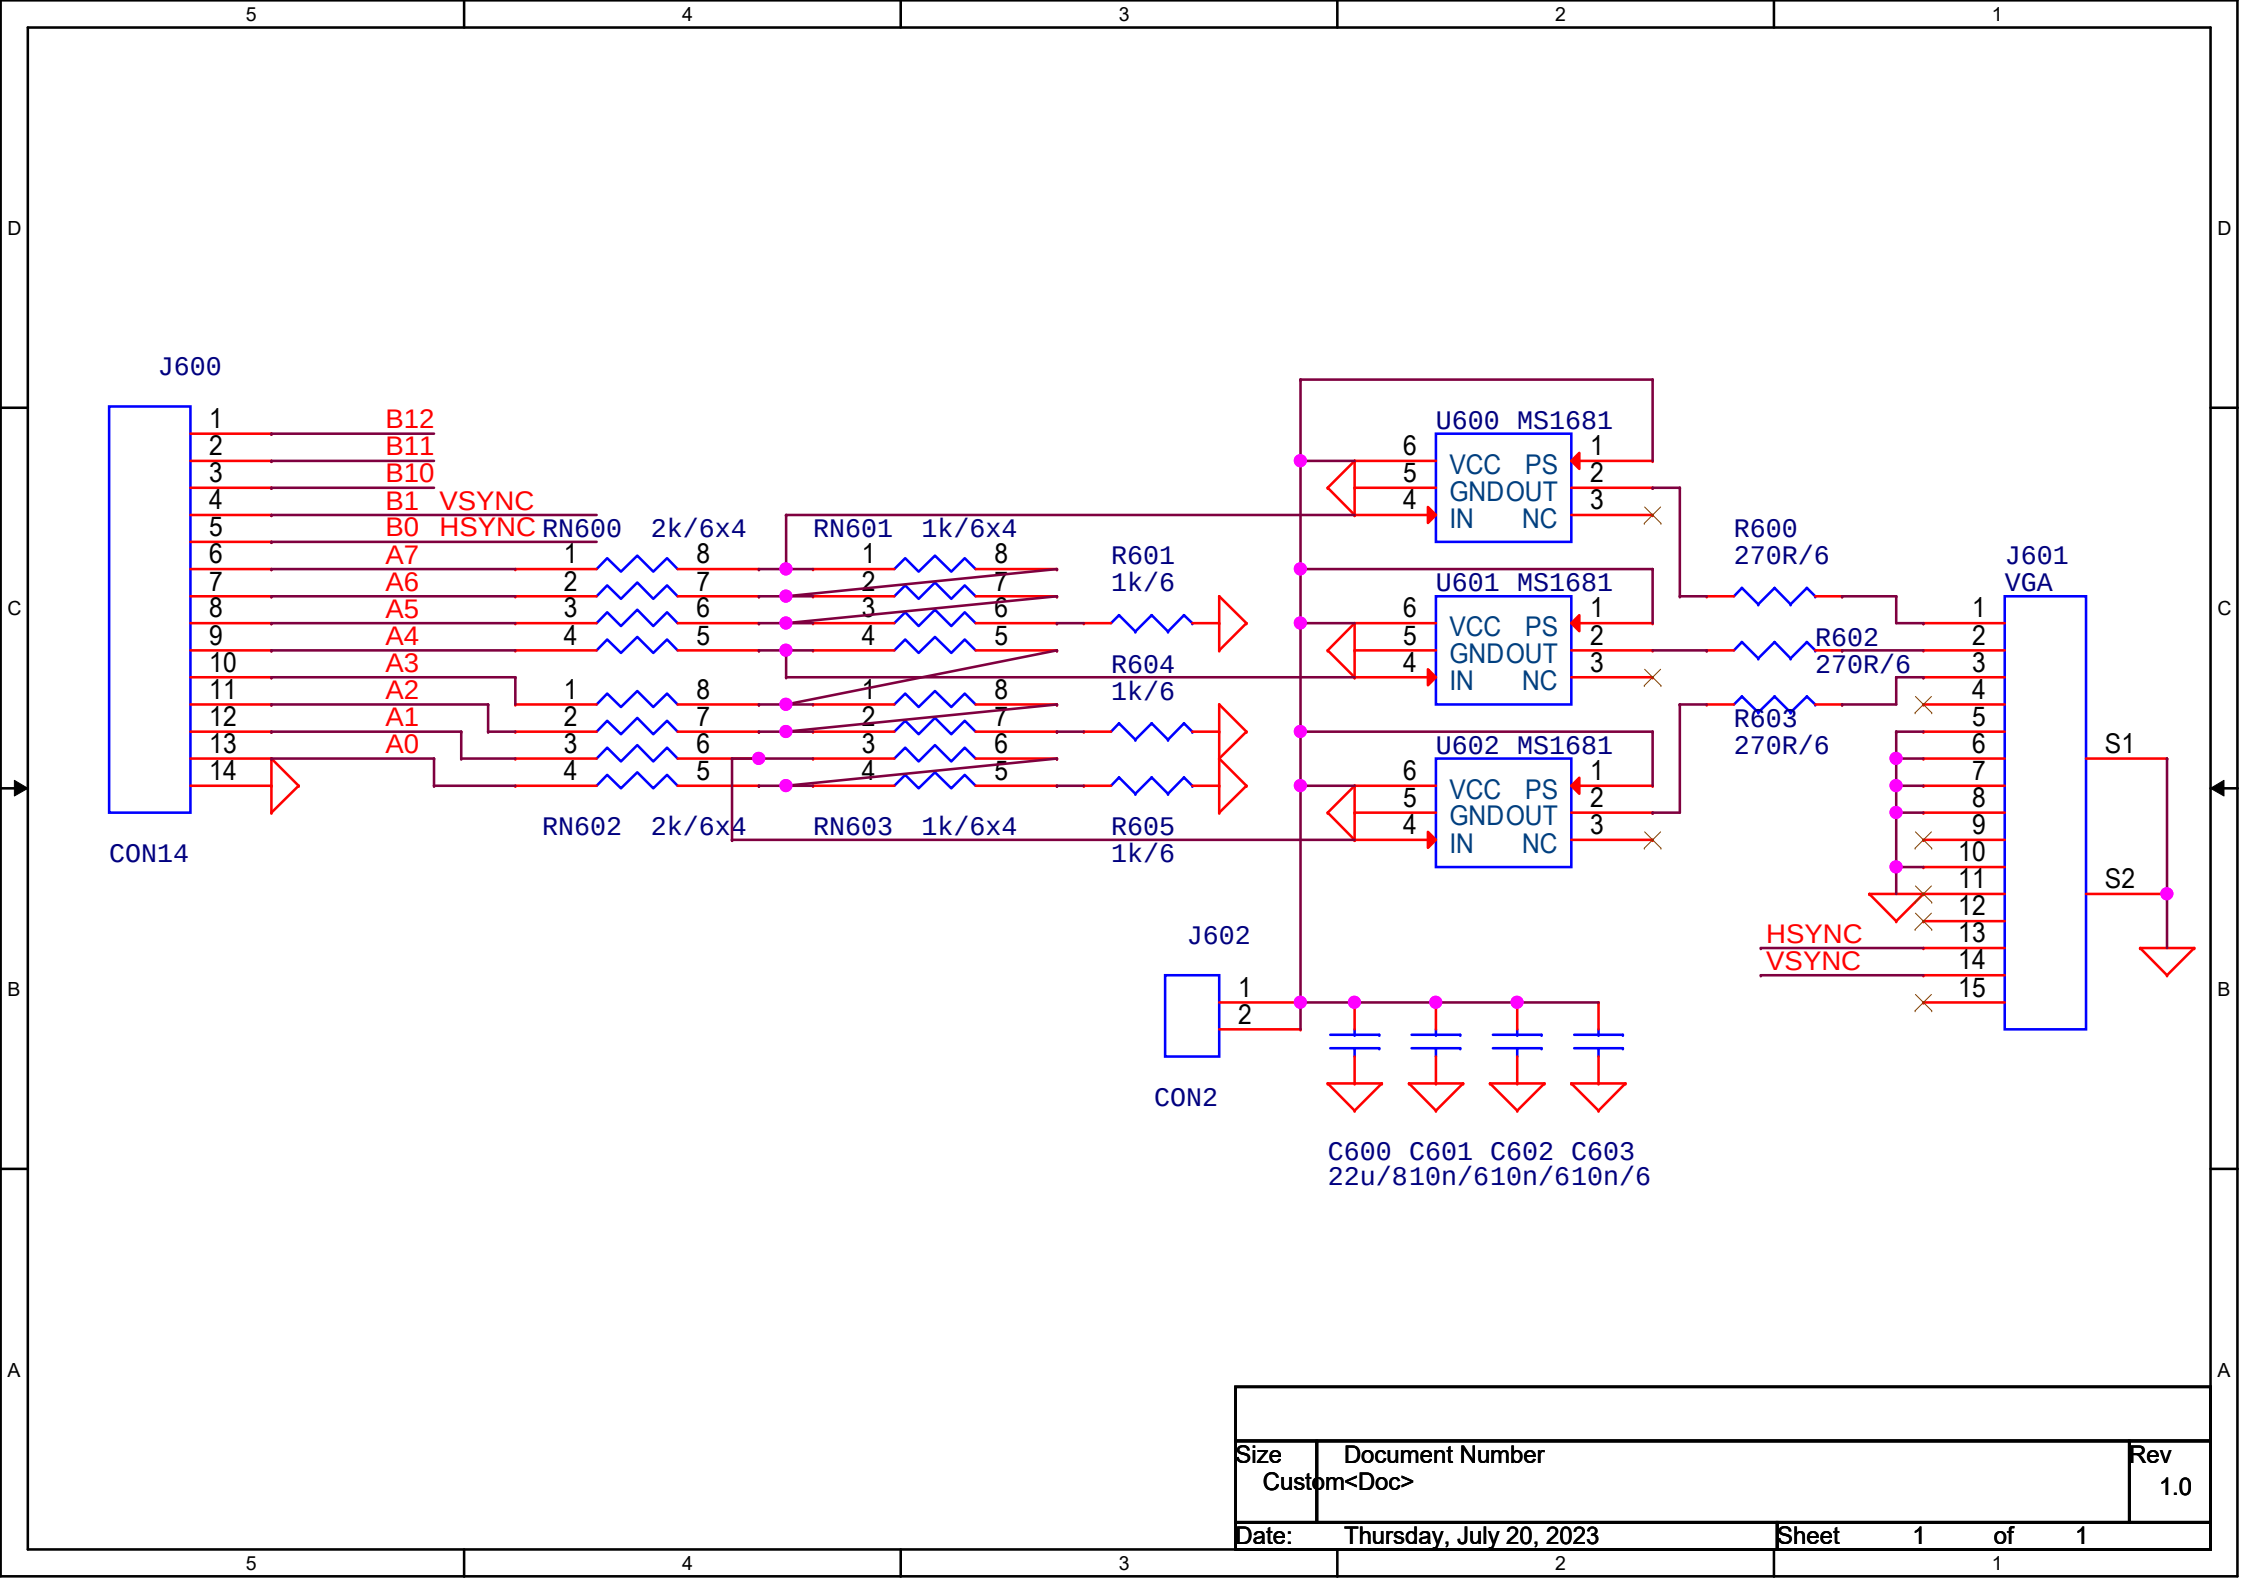 5 4 3 2 1
D D
C C
B B
A A
J600
1 B12
2 B11
3 B10
4 B1 VSYNC
5 B0 HSYNC
6 A7
7 A6
8 A5
9 A4
10 A3
11 A2
12 A1
13 A0
14
CON14
RN600 2k/6x4
1 8
2 7
3 6
4 5
1 8
2 7
3 6
4 5
RN602 2k/6x4
RN601 1k/6x4
1 8
2 7
3 6
4 5
1 8
2 7
3 6
4 5
RN603 1k/6x4
R601
1k/6
R604
1k/6
R605
1k/6
U600 MS1681
6 VCC PS 1
5 GND OUT 2
4 IN NC 3
U601 MS1681
6 VCC PS 1
5 GND OUT 2
4 IN NC 3
U602 MS1681
6 VCC PS 1
5 GND OUT 2
4 IN NC 3
R600
270R/6
R602
270R/6
R603
270R/6
J601
VGA
1
2
3
4
5
6
7
8
9
10
11
12
HSYNC 13
VSYNC 14
15
S1
S2
J602
1
2
CON2
C600 C601 C602 C603
22u/8 10n/6 10n/6 10n/6
Size Document Number Rev
Custom <Doc> 1.0
Date: Thursday, July 20, 2023 Sheet 1 of 1
5 4 3 2 1